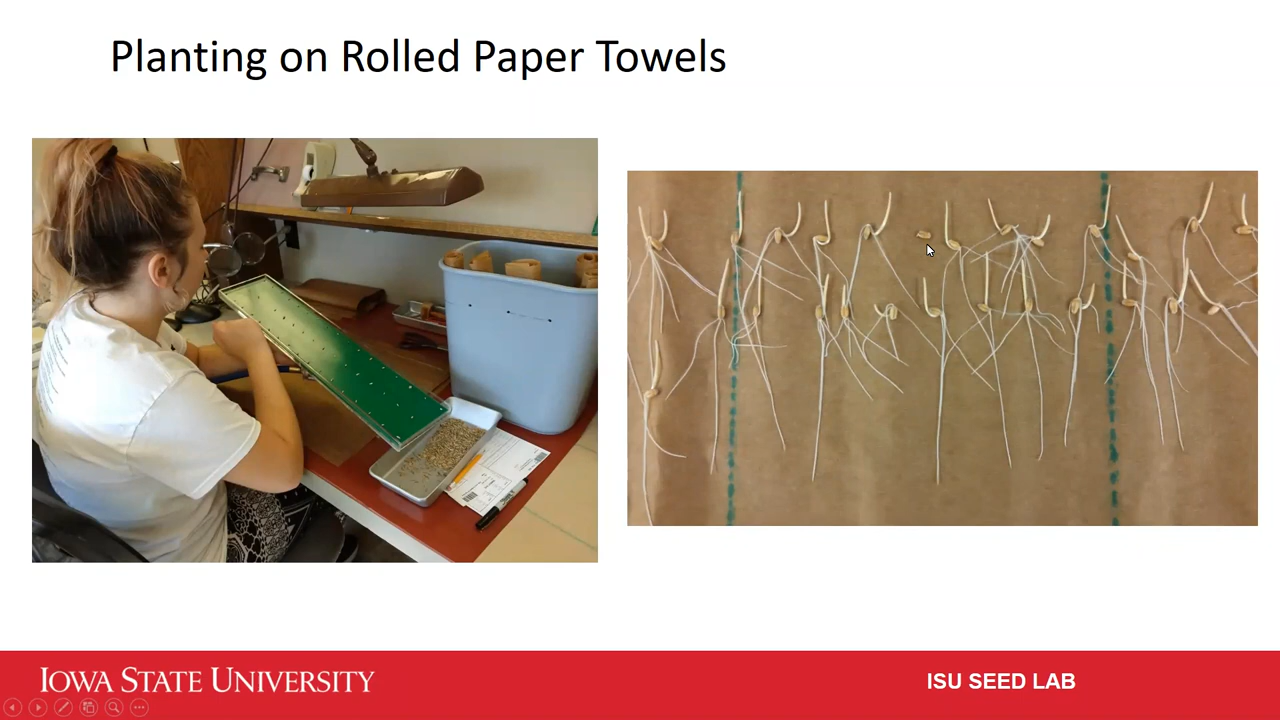 Planting on Rolled Paper Towels
IOWA STATE UNIVERSITY
ISU SEED LAB